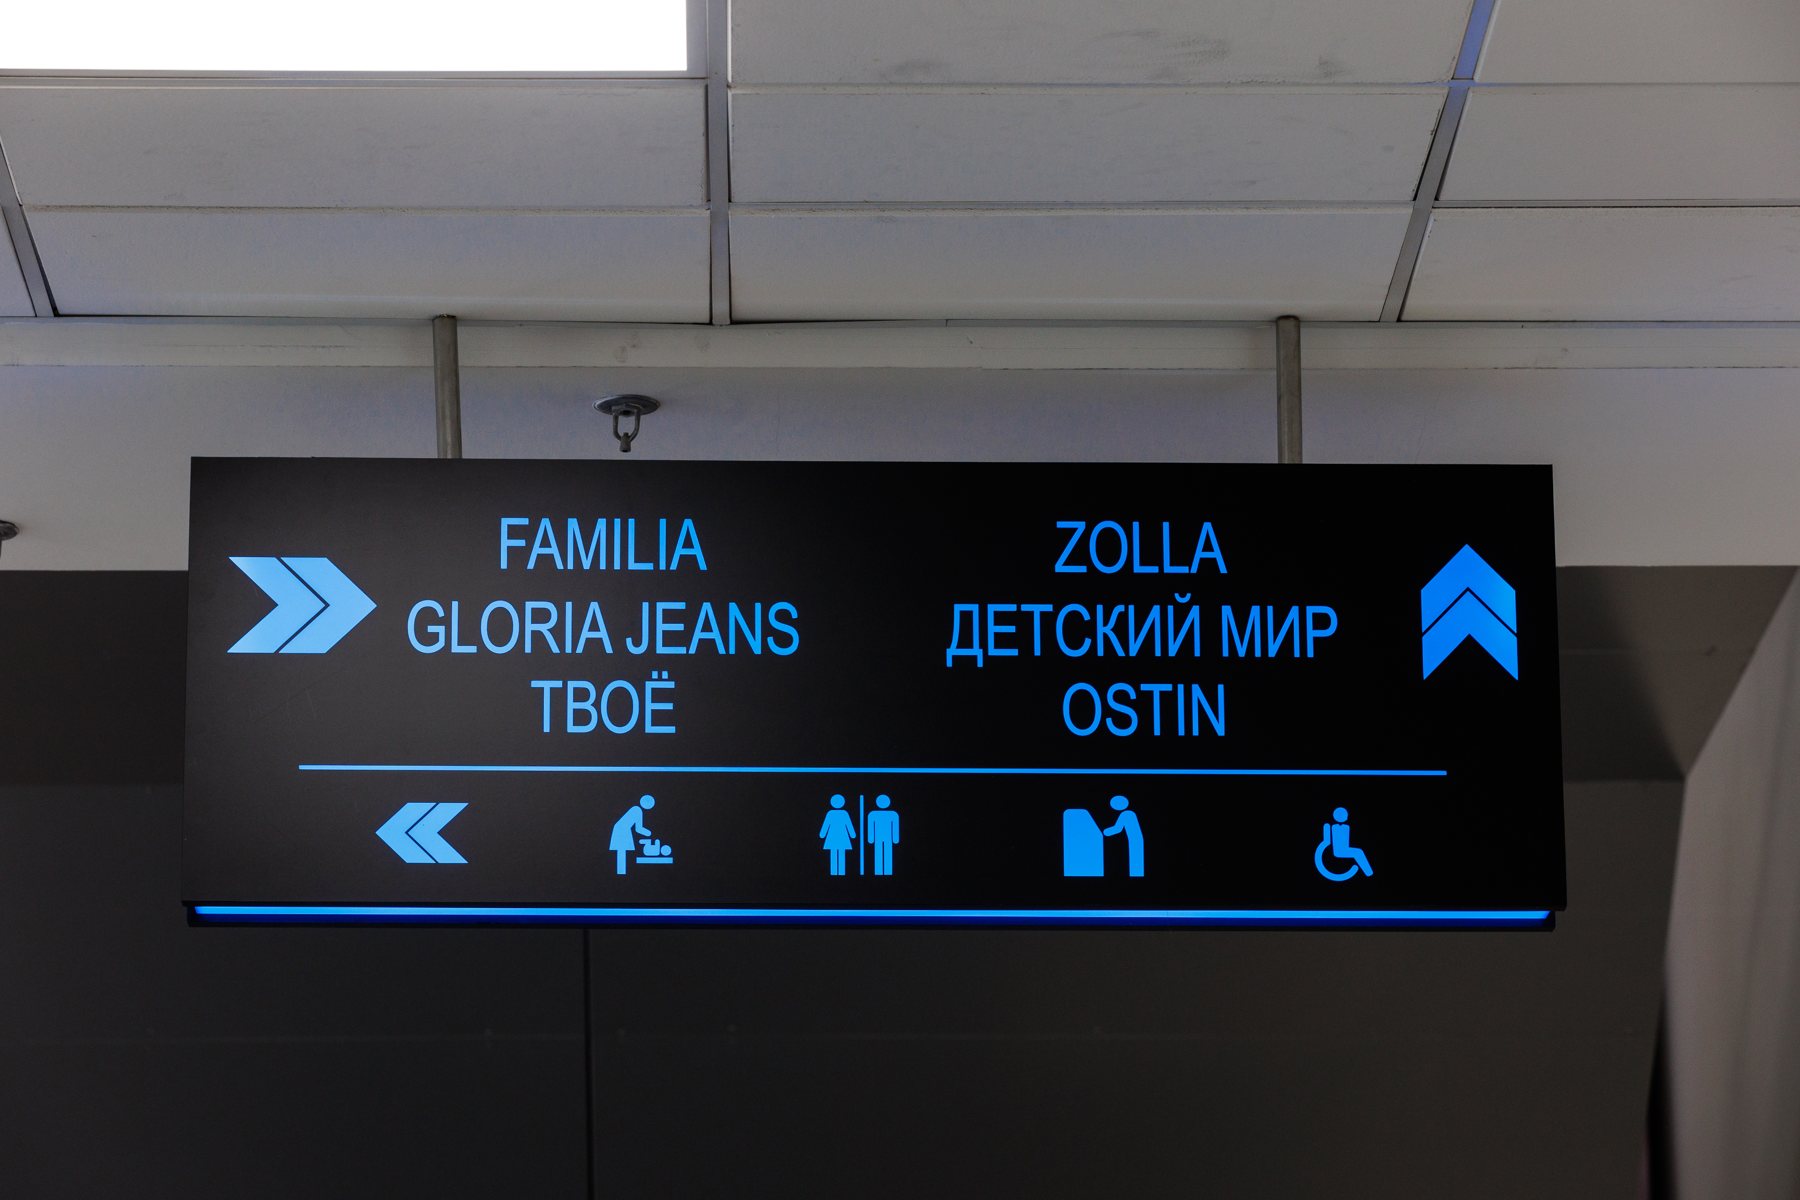 FAMILIA
GLORIA JEANS
ТВОЁ
ZOLLA
ДЕТСКИЙ МИР
OSTIN